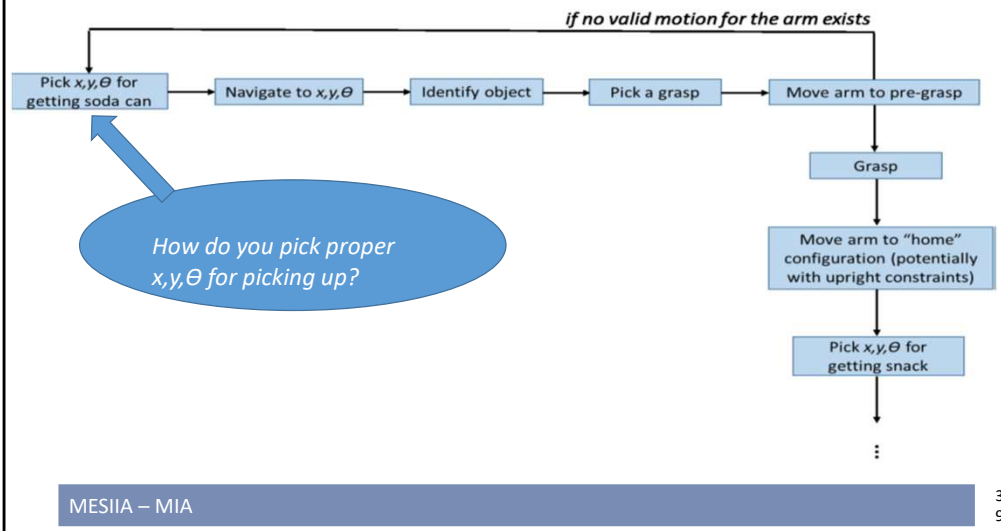 if no valid motion for the arm exists
Pick x,y,Θ for
getting soda can
Navigate to x,y,Θ
Identify object
Pick a grasp
Move arm to pre-grasp
Grasp
How do you pick proper
x,y,Θ for picking up?
Move arm to “home”
configuration (potentially
with upright constraints)
Pick x,y,Θ for
getting snack
...
MESIIA – MIA
3
9